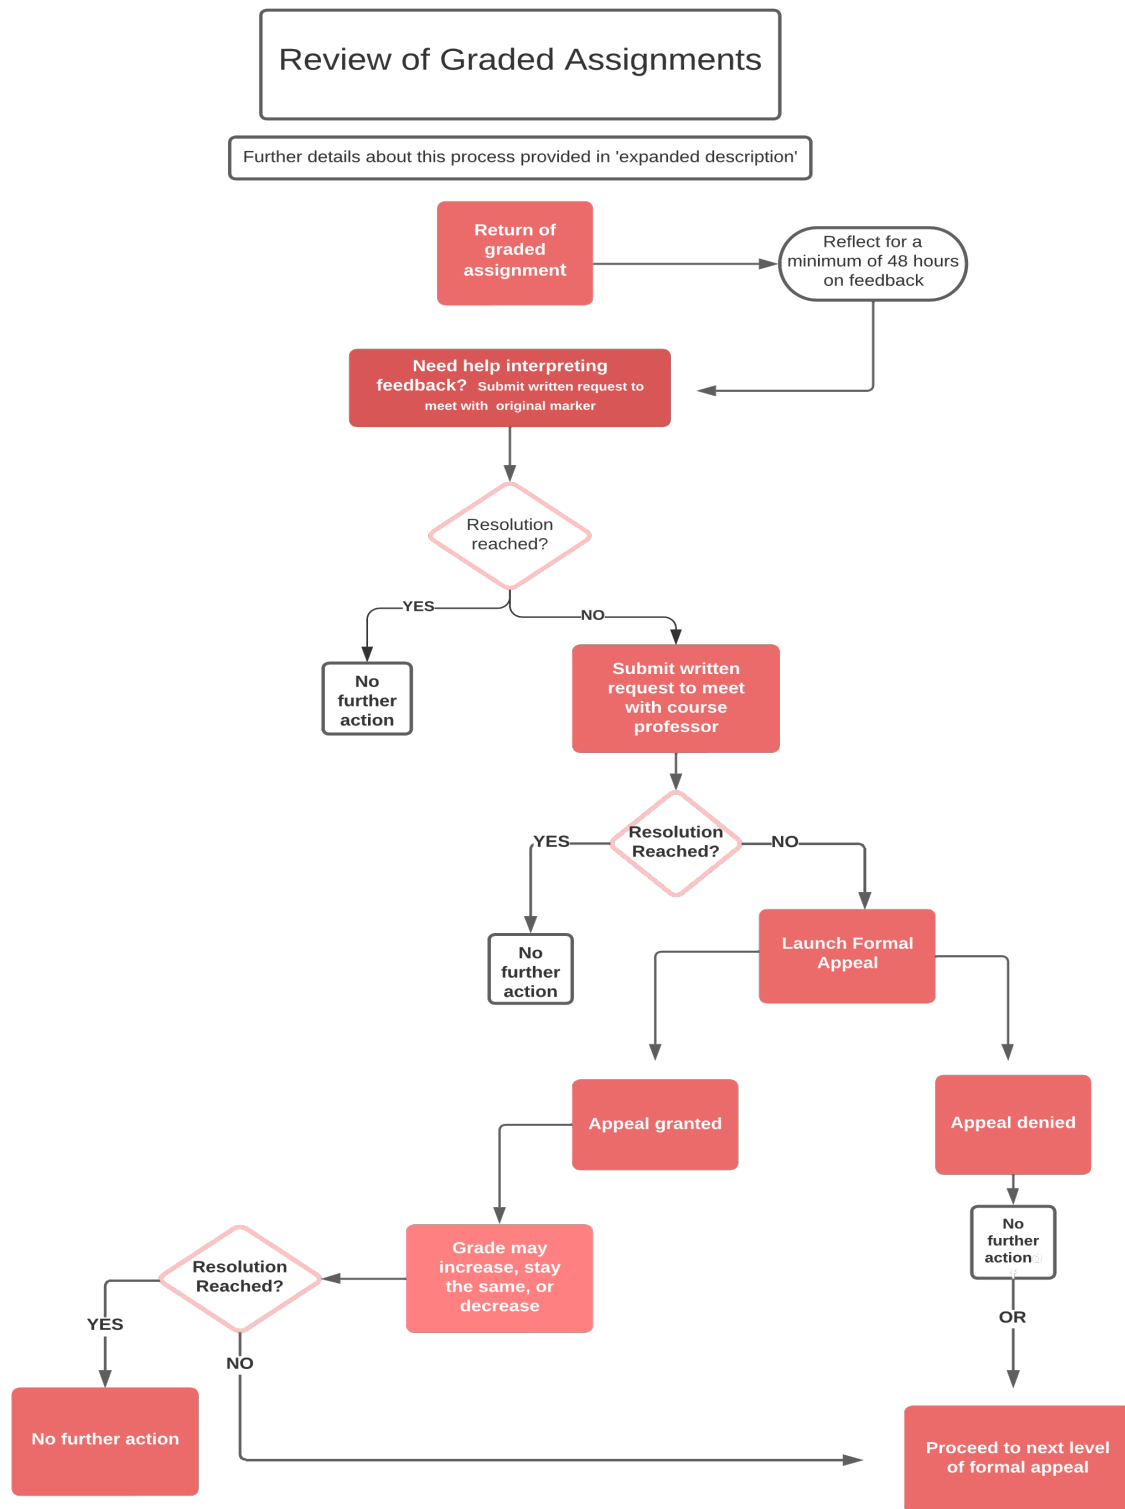 Review of Graded Assignments
Further details about this process provided in 'expanded description'
Return of
graded
assignment
Reflect for a
minimum of 48 hours
on feedback
Need help interpreting
feedback? Submit written request to
meet with original marker
Resolution
reached?
YES
NO
No
further
action
Submit written
request to meet
with course
professor
Resolution
Reached?
YES
NO
No
further
action
Launch Formal
Appeal
Appeal granted
Appeal denied
Grade may
increase, stay
the same, or
decrease
No
further
action
Resolution
Reached?
YES
NO
OR
No further action
Proceed to next level
of formal appeal